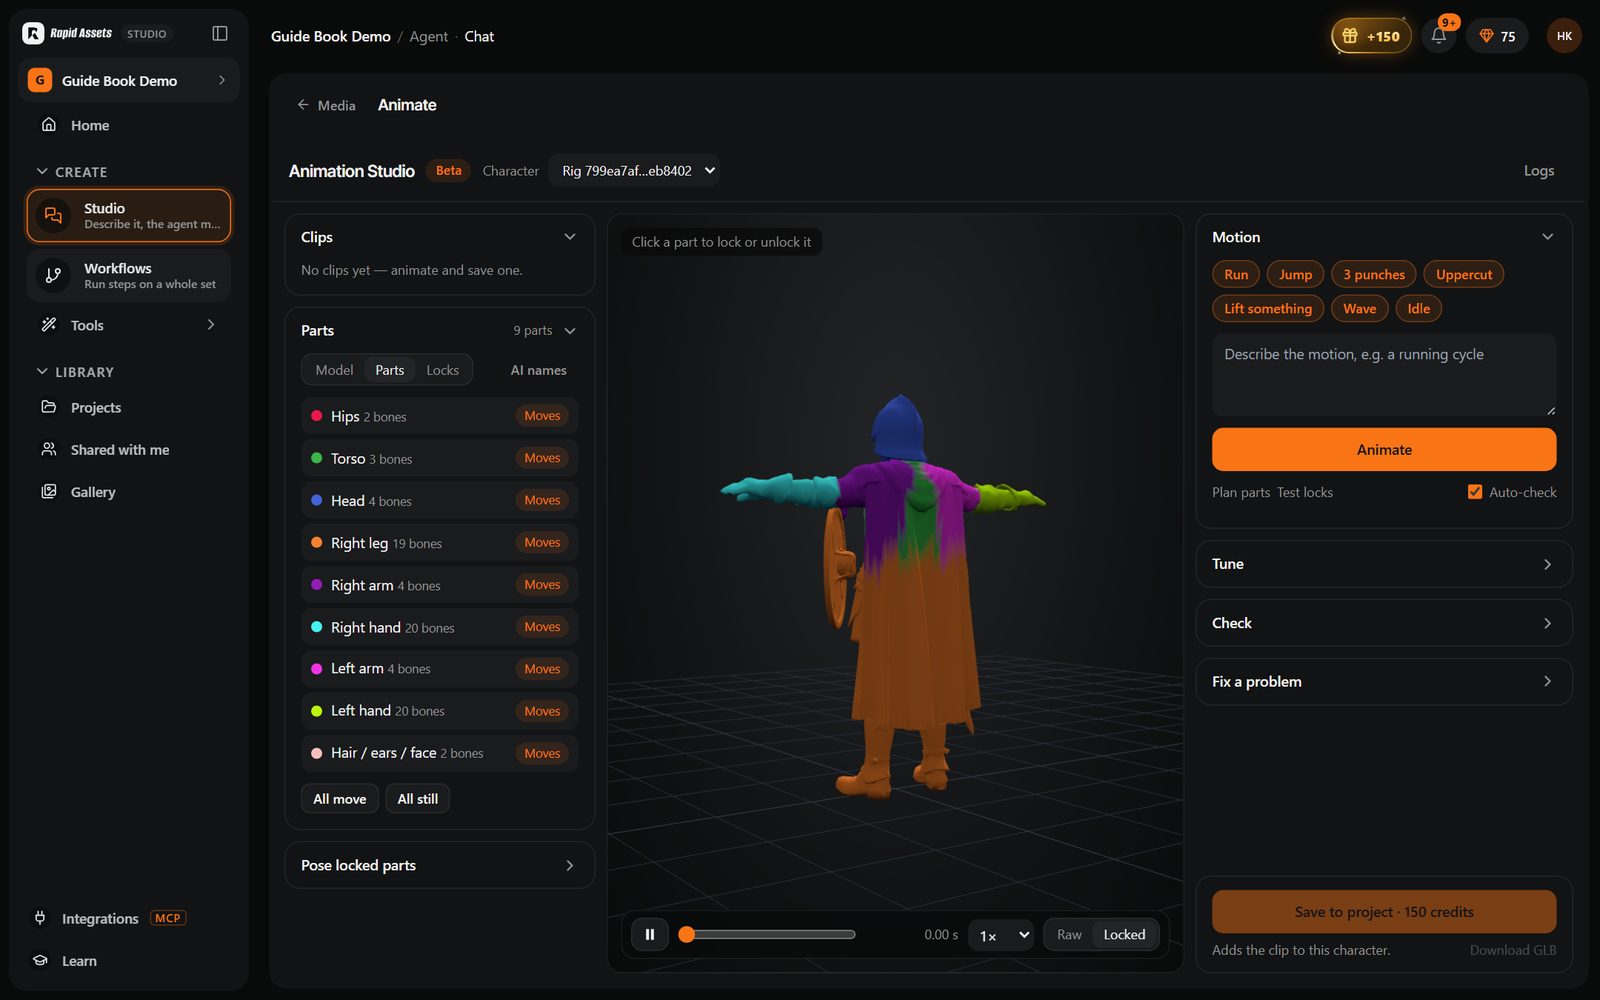 Rapid Assets STUDIO
Guide Book Demo / Agent · Chat
+150
9+
75
HK
G Guide Book Demo
Home
CREATE
Studio
Describe it, the agent m...
Workflows
Run steps on a whole set
Tools
LIBRARY
Projects
Shared with me
Gallery
Integrations MCP
Learn
Media Animate
Animation Studio Beta Character Rig 799ea7af...eb8402
Logs
Clips
No clips yet — animate and save one.
Parts 9 parts
Model Parts Locks AI names
Hips 2 bones Moves
Torso 3 bones Moves
Head 4 bones Moves
Right leg 19 bones Moves
Right arm 4 bones Moves
Right hand 20 bones Moves
Left arm 4 bones Moves
Left hand 20 bones Moves
Hair / ears / face 2 bones Moves
All move All still
Pose locked parts
Click a part to lock or unlock it
0.00 s 1× Raw Locked
Motion
Run Jump 3 punches Uppercut
Lift something Wave Idle
Describe the motion, e.g. a running cycle
Animate
Plan parts Test locks Auto-check
Tune
Check
Fix a problem
Save to project · 150 credits
Adds the clip to this character. Download GLB